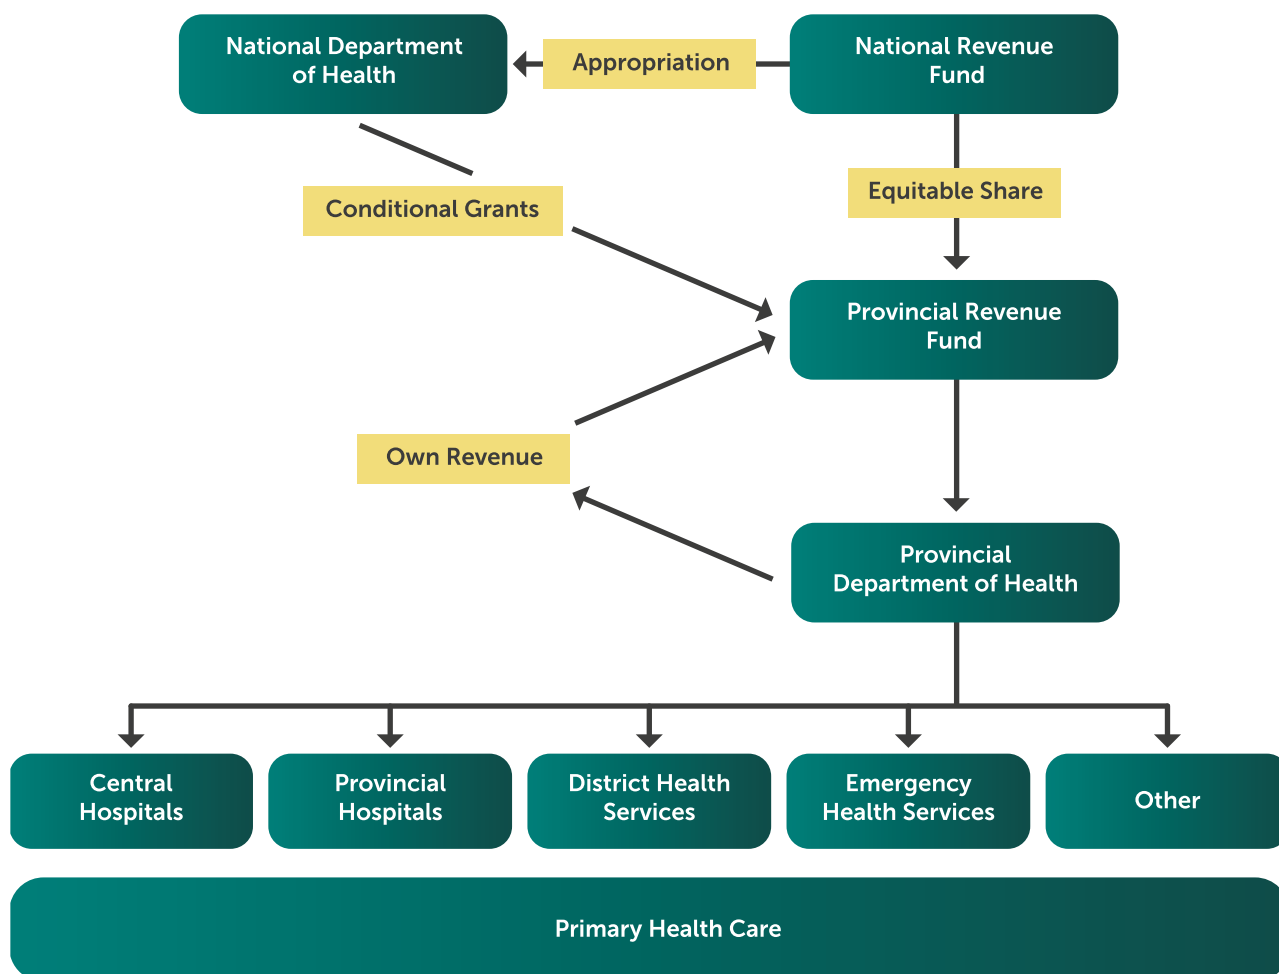 National Department
of Health
Appropriation
National Revenue
Fund
Conditional Grants
Equitable Share
Provincial Revenue
Fund
Own Revenue
Provincial
Department of Health
Central
Hospitals
Provincial
Hospitals
District Health
Services
Emergency
Health Services
Other
Primary Health Care